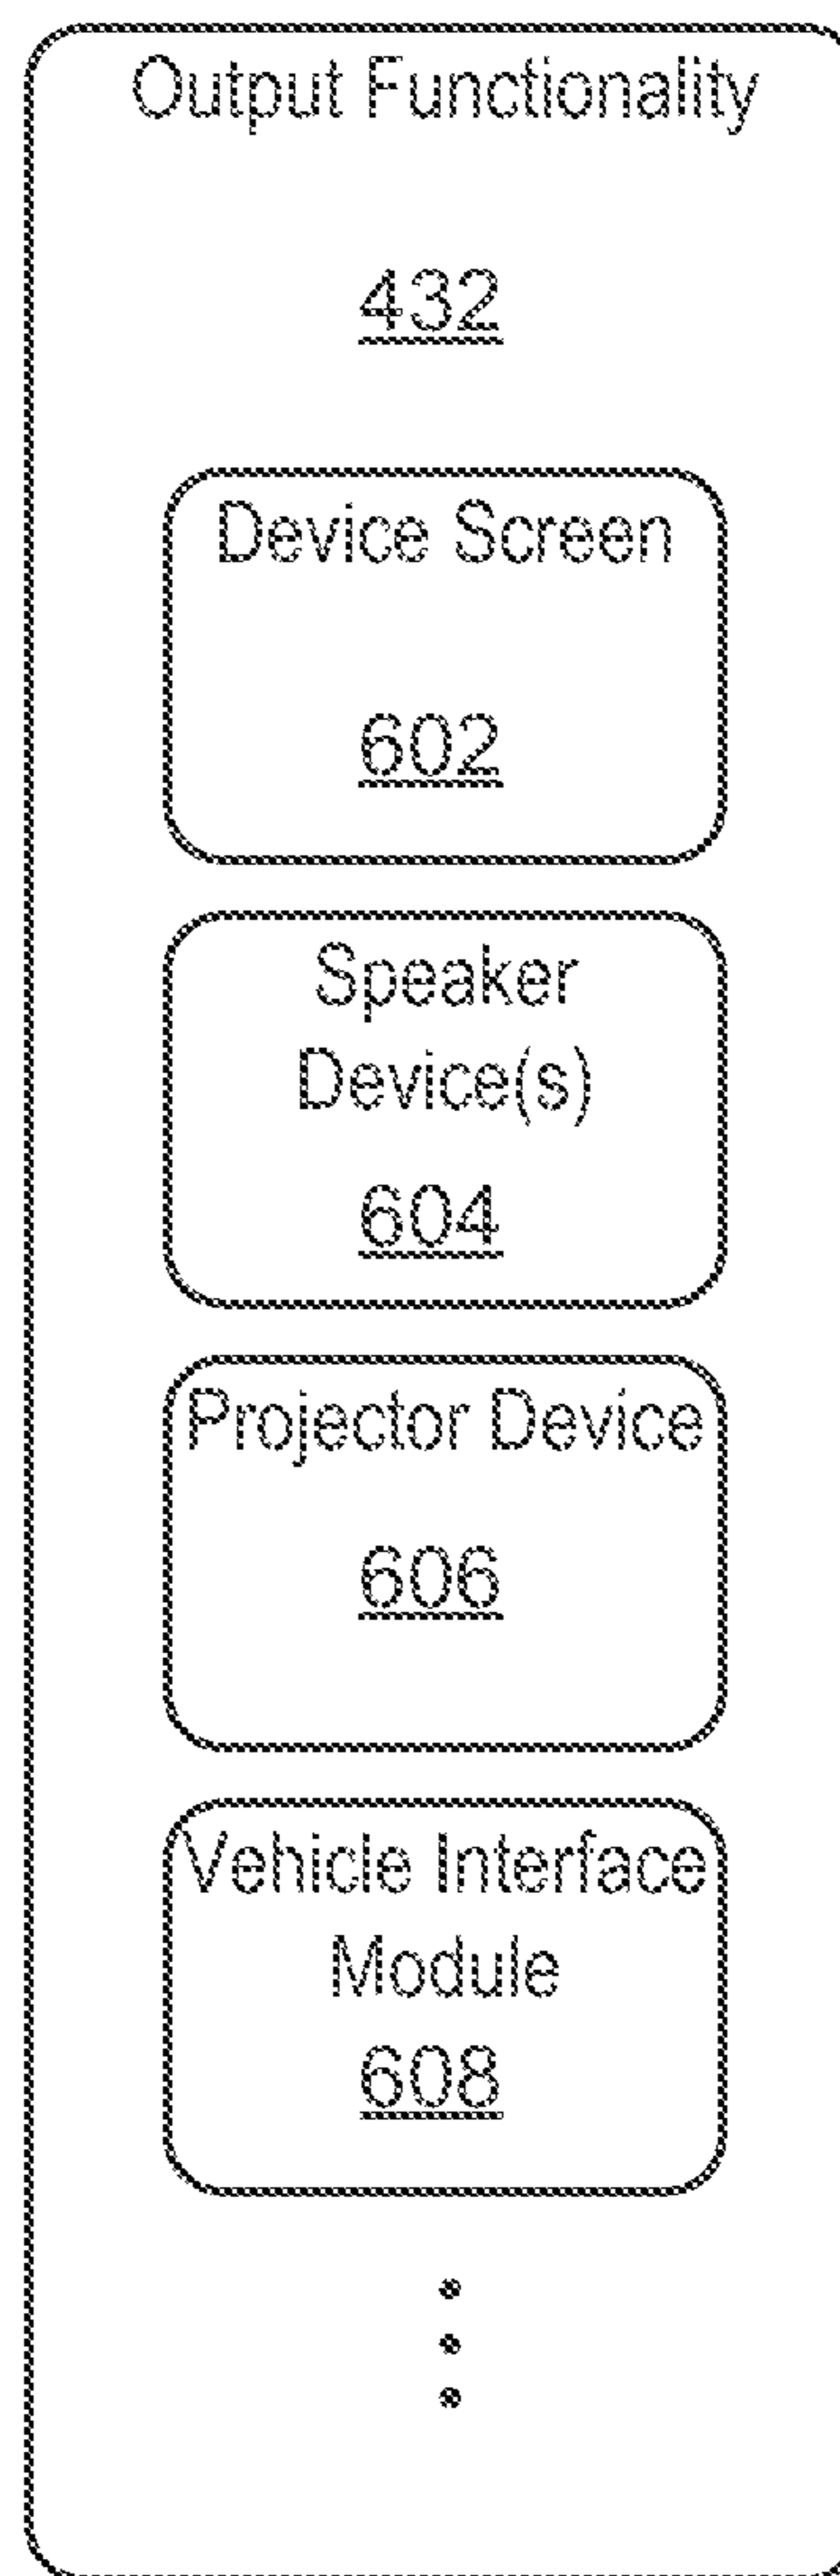 Output Functionality
432
Device Screen
602
Speaker
Device(s)
604
Projector Device
606
Vehicle Interface
Module
608